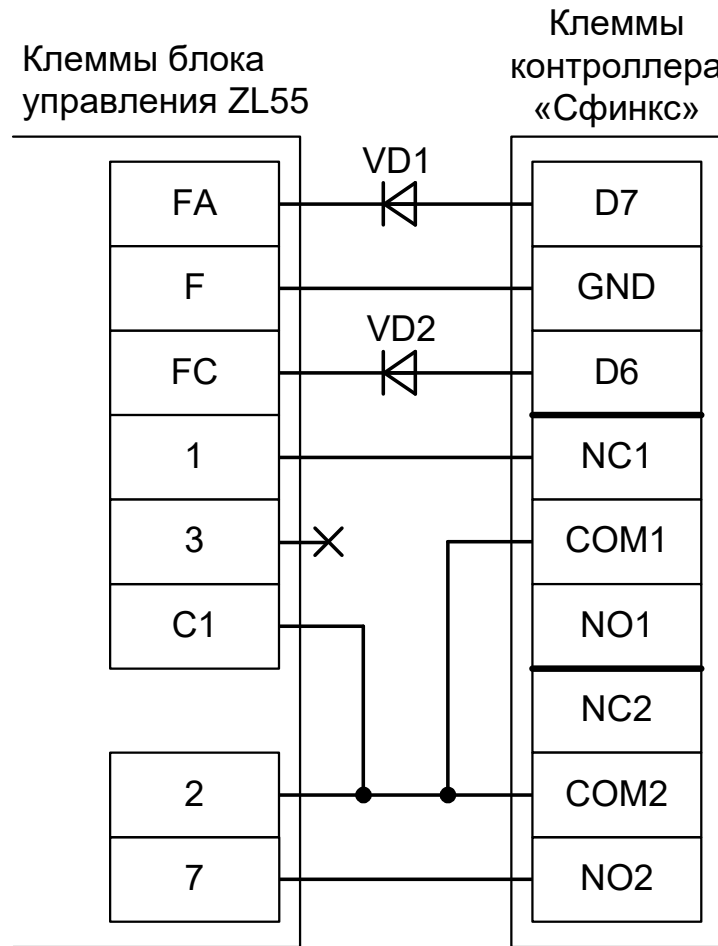 Клеммы блока
управления ZL55
Клеммы
контроллера
«Сфинкс»
VD1
FA
D7
F
GND
VD2
FC
D6
1
NC1
3
COM1
C1
NO1
NC2
2
COM2
7
NO2